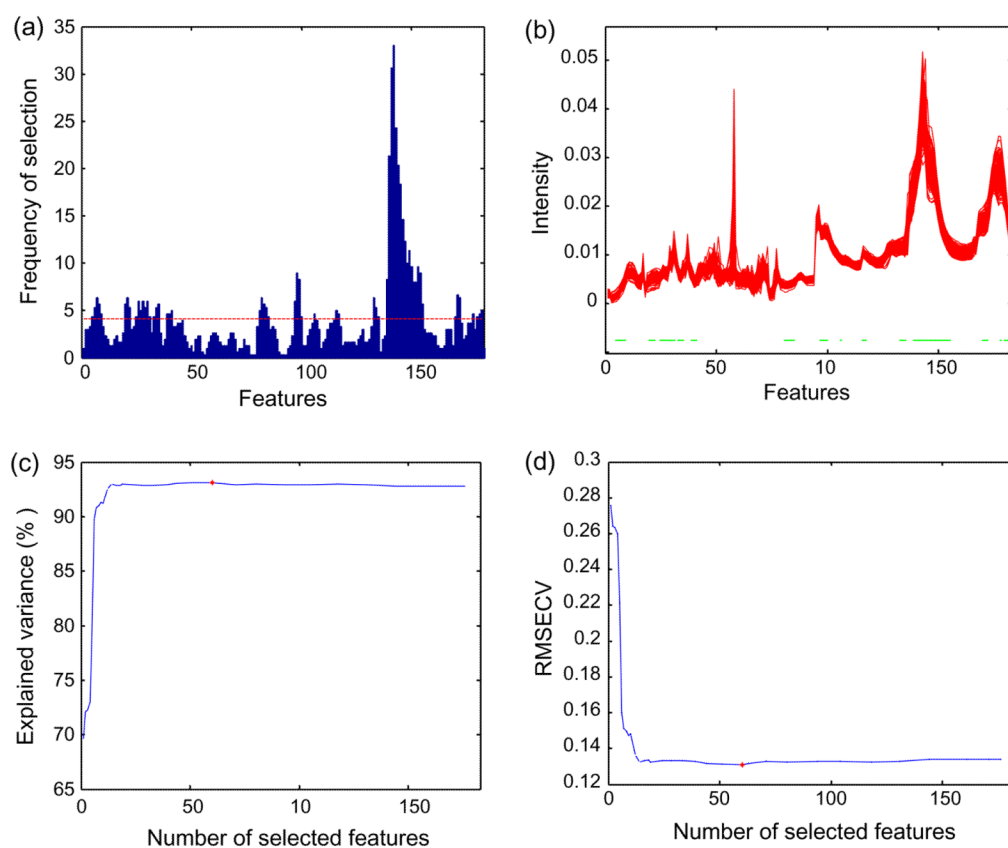 (a)
35
30
25
20
15
10
5
0
Frequency of selection
0 50 100 150
Features
(b)
0.05
0.04
0.03
0.02
0.01
0
Intensity
0 50 10 150
Features
(c)
95
90
85
80
75
70
65
Explained variance (% )
0 50 100 150
Number of selected features
(d)
0.3
0.28
0.26
0.24
0.22
0.2
0.18
0.16
0.14
0.12
RMSECV
0 50 100 150
Number of selected features